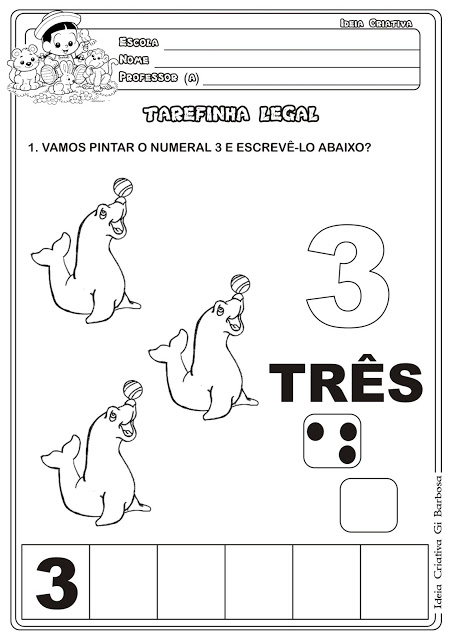 Ideia Criativa
Escola
Nome
Professor (a)
TAREFINHA LEGAL
1. VAMOS PINTAR O NUMERAL 3 E ESCREVÊ-LO ABAIXO?
3
TRÊS
3
Ideia Criativa Gi Barbosa